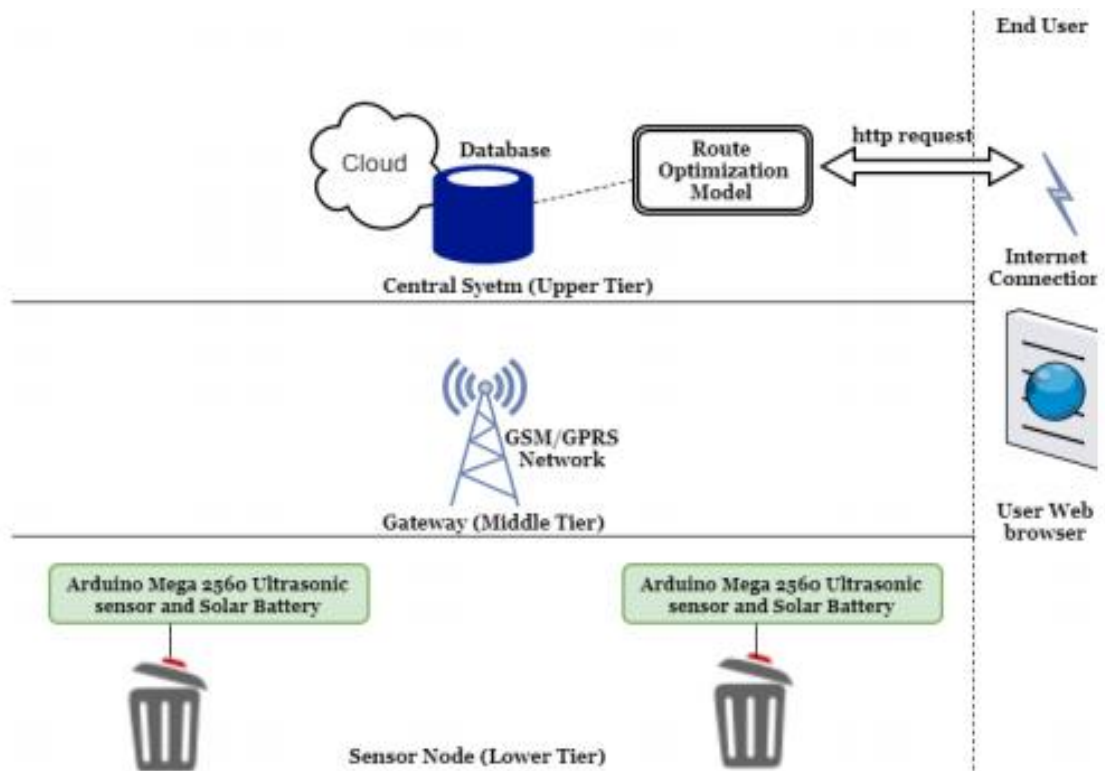 End User
http request
Cloud
Database
Route
Optimization
Model
Internet
Connection
Central Syetm (Upper Tier)
GSM/GPRS
Network
Gateway (Middle Tier)
User Web
browser
Arduino Mega 2560 Ultrasonic
sensor and Solar Battery
Arduino Mega 2560 Ultrasonic
sensor and Solar Battery
Sensor Node (Lower Tier)